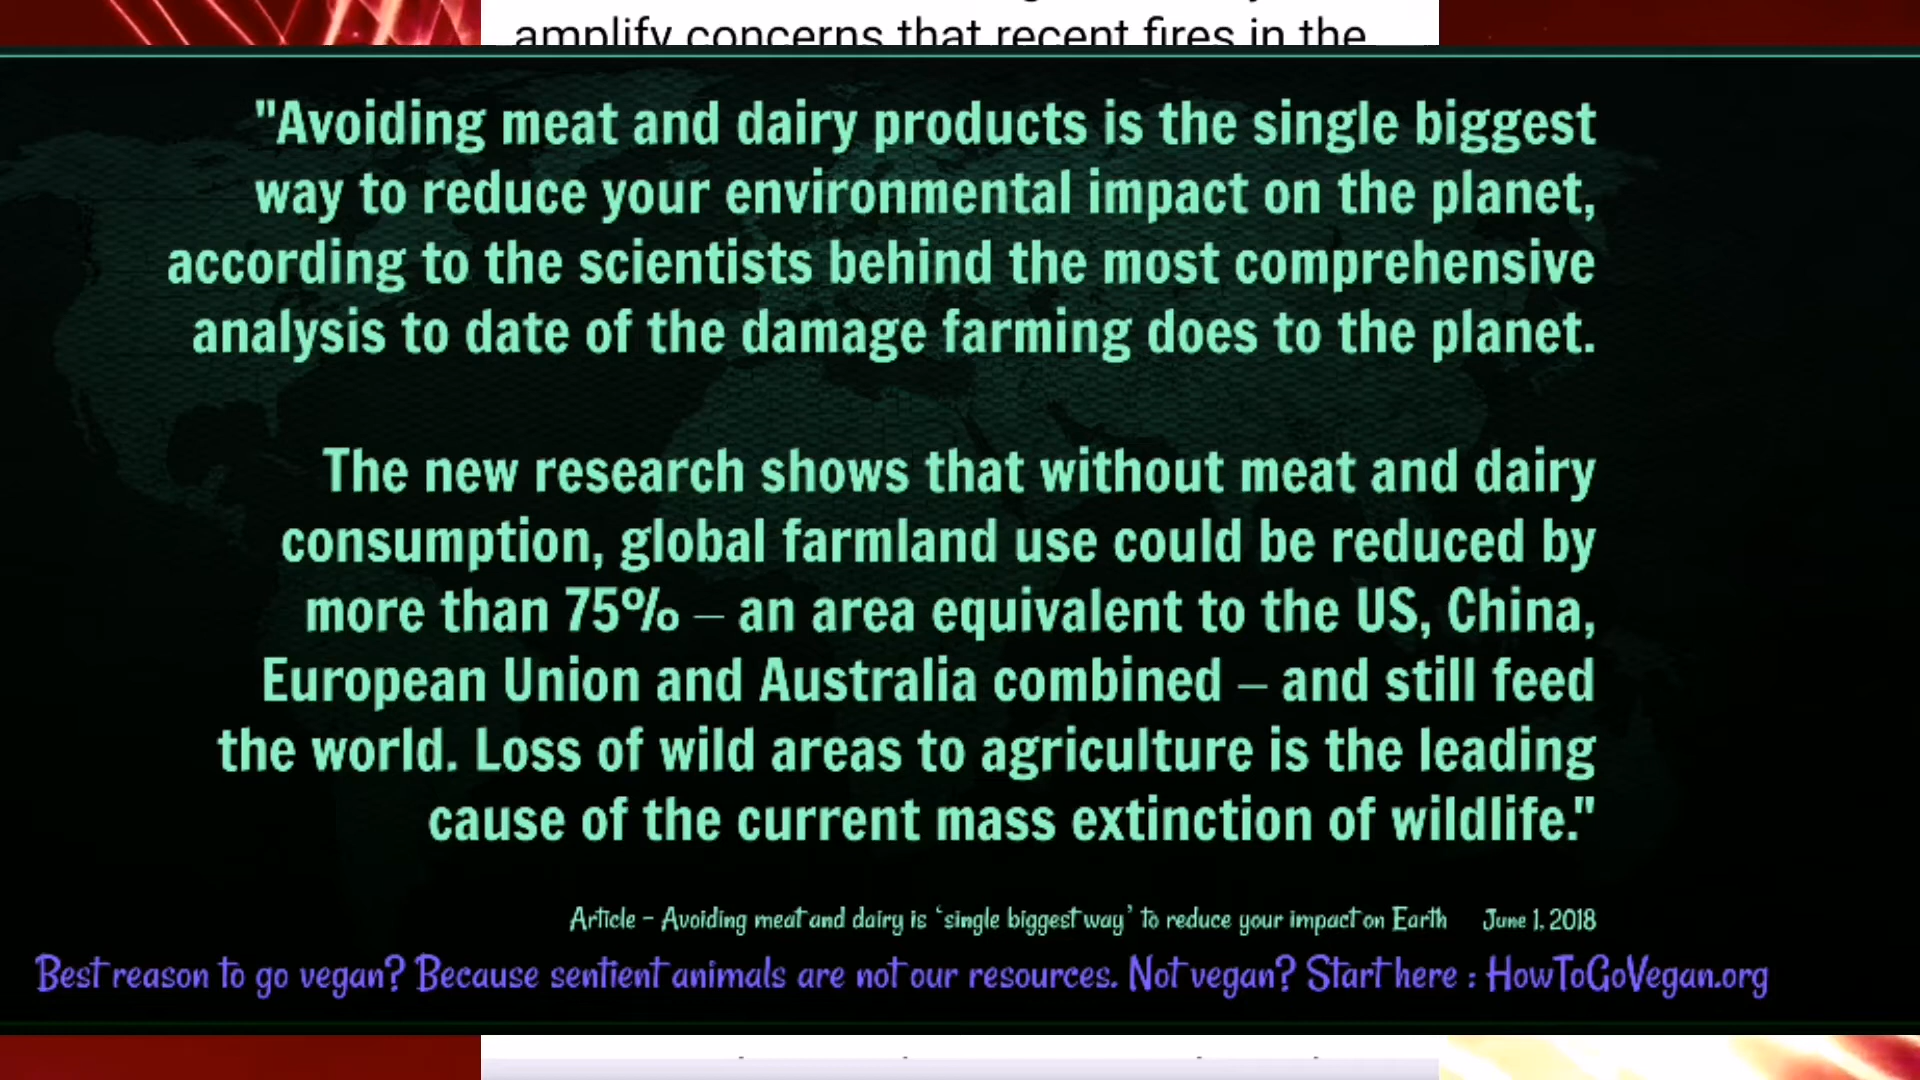 amplify concerns that recent fires in the
"Avoiding meat and dairy products is the single biggest
way to reduce your environmental impact on the planet,
according to the scientists behind the most comprehensive
analysis to date of the damage farming does to the planet.
The new research shows that without meat and dairy
consumption, global farmland use could be reduced by
more than 75% – an area equivalent to the US, China,
European Union and Australia combined – and still feed
the world. Loss of wild areas to agriculture is the leading
cause of the current mass extinction of wildlife."
Article - Avoiding meat and dairy is ‘single biggest way’ to reduce your impact on Earth June 1, 2018
Best reason to go vegan? Because sentient animals are not our resources. Not vegan? Start here : HowToGoVegan.org